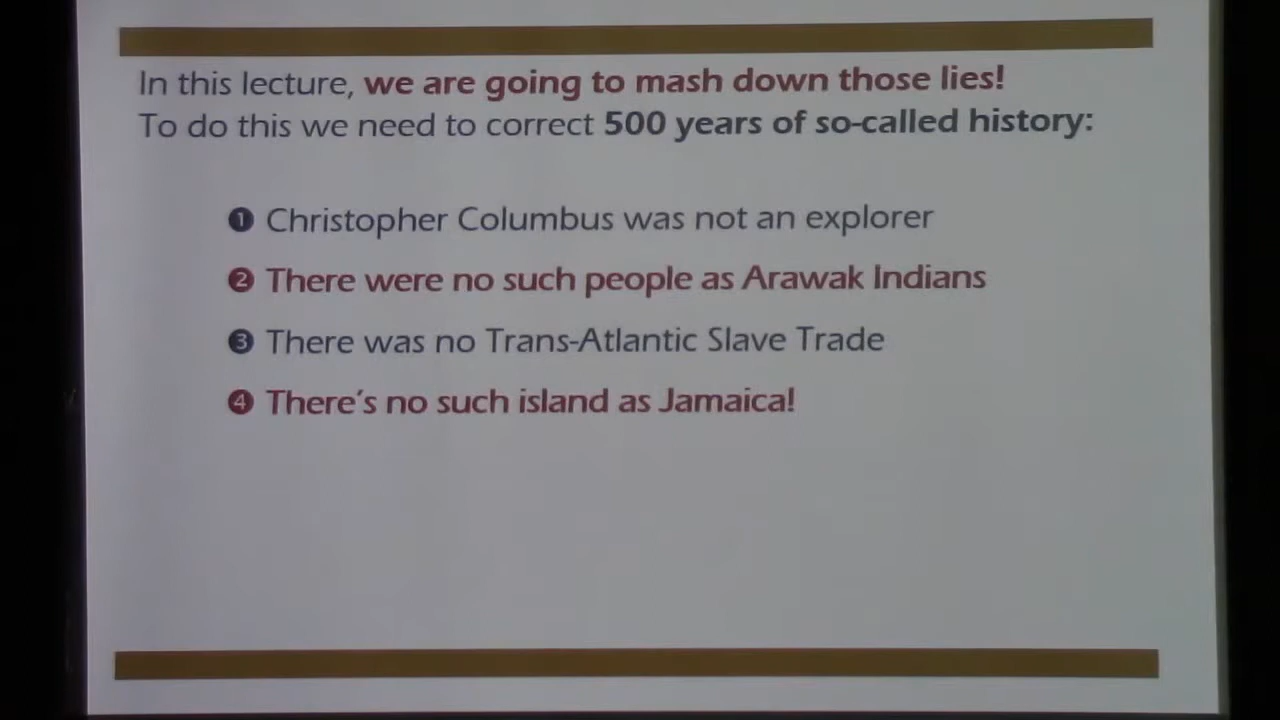 In this lecture, we are going to mash down those lies!
To do this we need to correct 500 years of so-called history:
❶ Christopher Columbus was not an explorer
❷ There were no such people as Arawak Indians
❸ There was no Trans-Atlantic Slave Trade
❹ There's no such island as Jamaica!